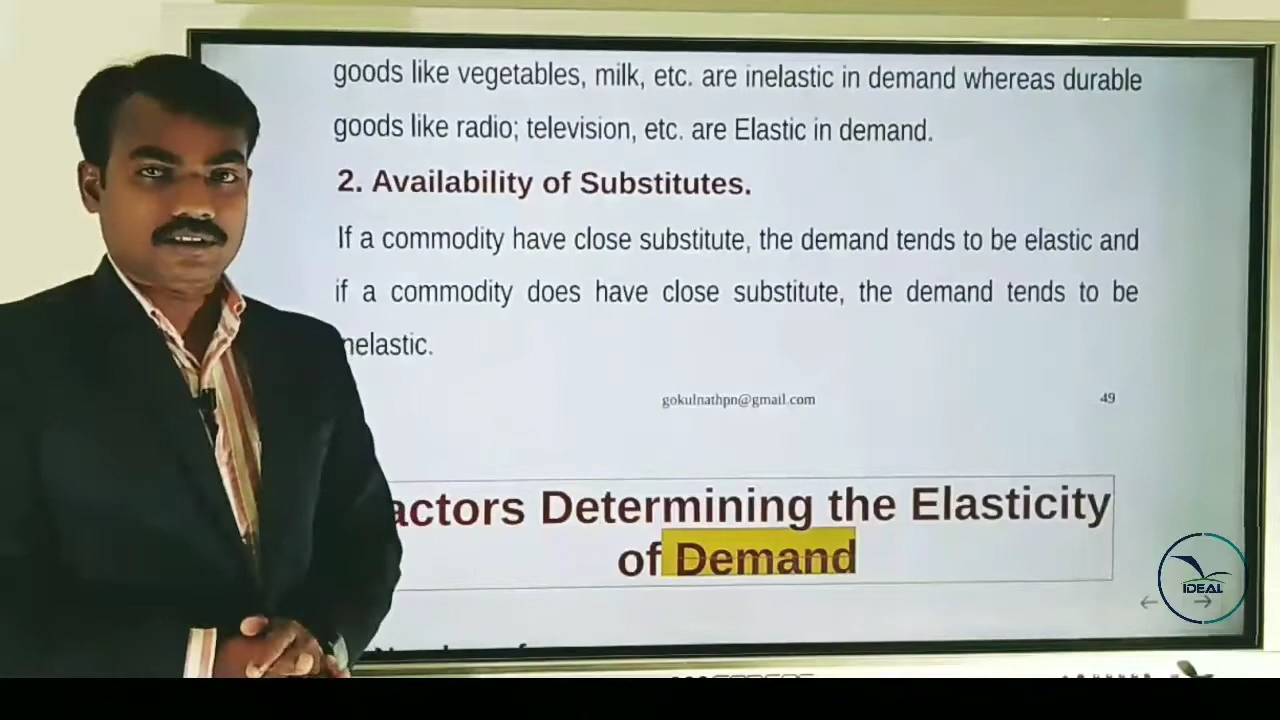 goods like vegetables, milk, etc. are inelastic in demand whereas durable
goods like radio; television, etc. are Elastic in demand.
2. Availability of Substitutes.
If a commodity have close substitute, the demand tends to be elastic and
if a commodity does have close substitute, the demand tends to be
nelastic.
gokulnathpn@gmail.com 49
actors Determining the Elasticity
of Demand
IDEAL